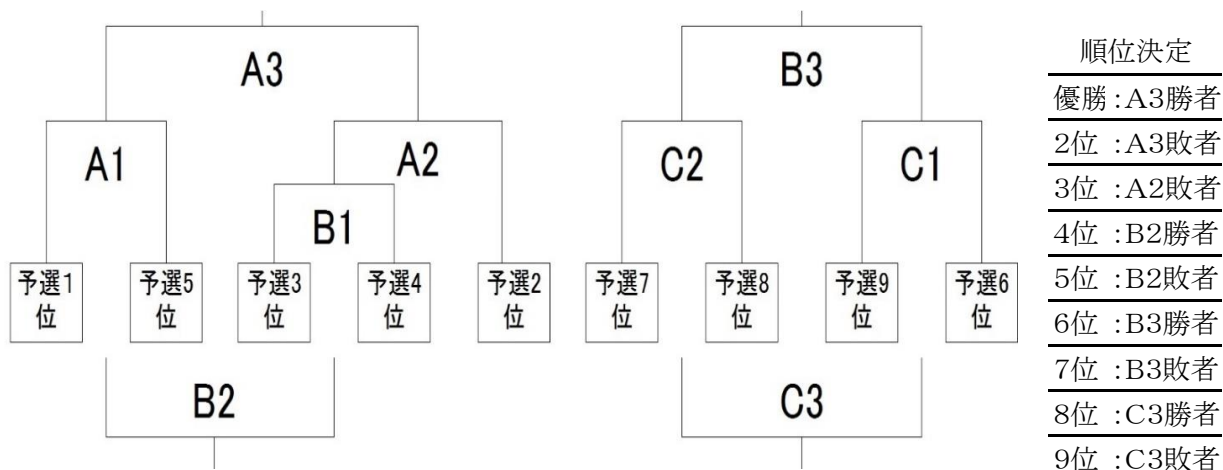 A3
B3
A1
A2
C2
C1
B1
予選1
位
予選5
位
予選3
位
予選4
位
予選2
位
予選7
位
予選8
位
予選9
位
予選6
位
B2
C3
順位決定
優勝:A3勝者
2位 :A3敗者
3位 :A2敗者
4位 :B2勝者
5位 :B2敗者
6位 :B3勝者
7位 :B3敗者
8位 :C3勝者
9位 :C3敗者